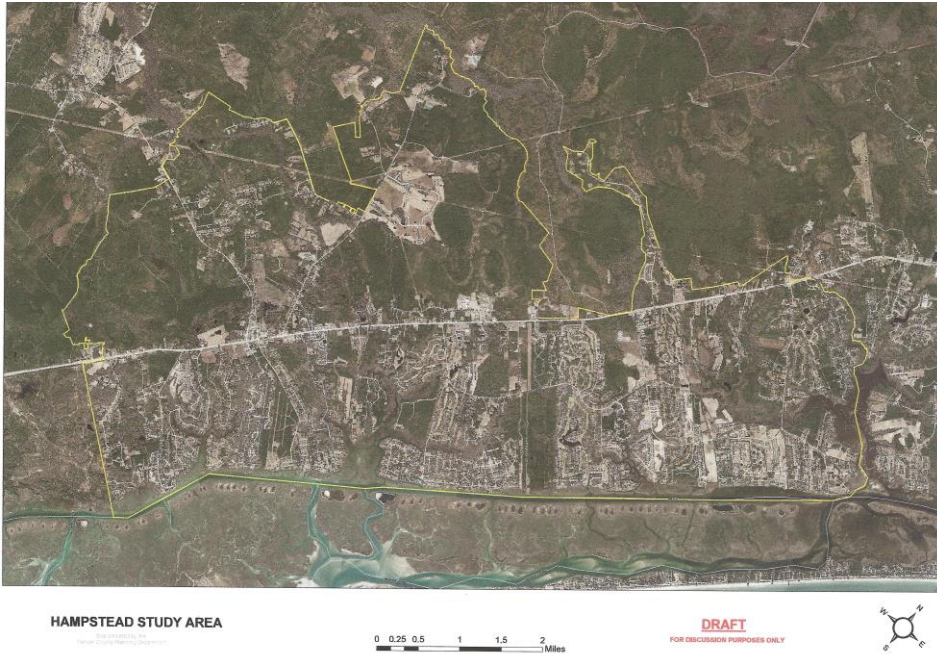 HAMPSTEAD STUDY AREA
0 0.25 0.5 1 1.5 2
Miles
DRAFT
FOR DISCUSSION PURPOSES ONLY
N
W
S
E